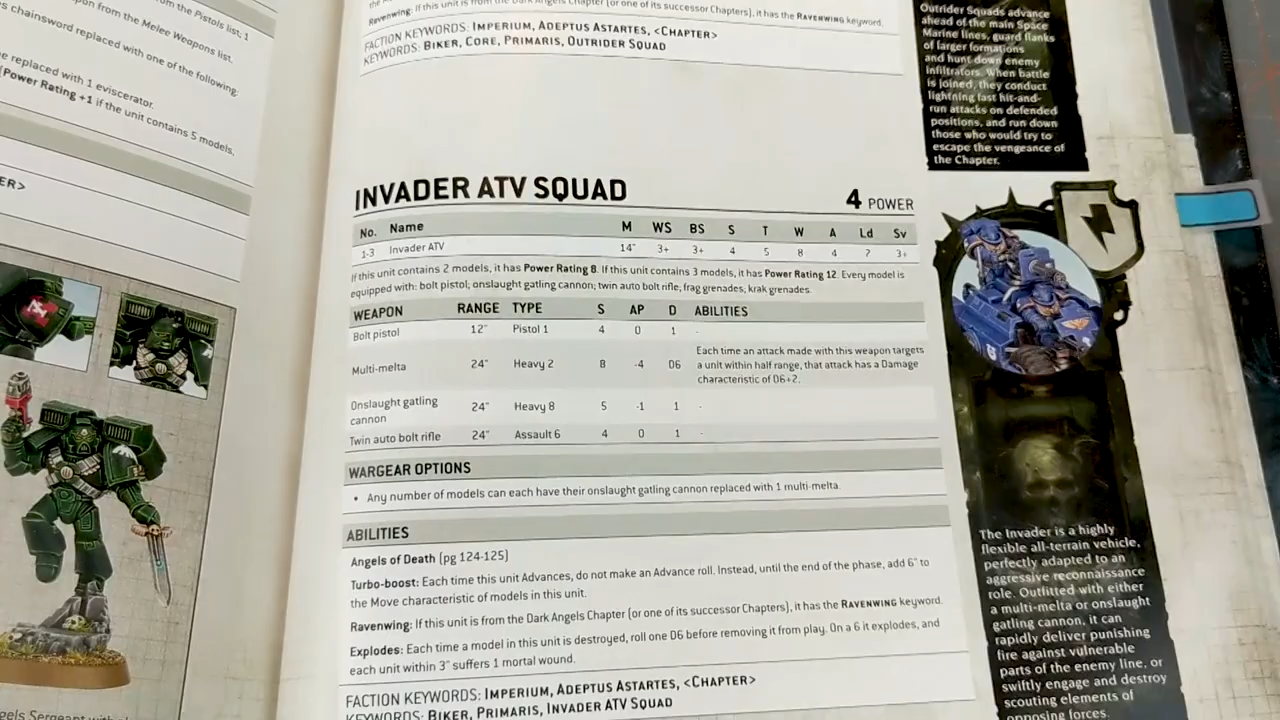 from the Pistols list; 1
pon from the Melee Weapons list.
chainsword replaced with one of the following:
replaced with 1 eviscerator.
(Power Rating +1 if the unit contains 5 models.
ER>
Ravenwing: If this unit is from the Dark Angels Chapter (or one of its successor Chapters), it has the RAVENWING keyword.
FACTION KEYWORDS: IMPERIUM, ADEPTUS ASTARTES, <CHAPTER>
KEYWORDS: BIKER, CORE, PRIMARIS, OUTRIDER SQUAD
Outrider Squads advance
ahead of the main Space
Marine lines, guard flanks
of larger formations
and hunt down enemy
infiltrators. When battle
is joined, they conduct
lightning fast hit-and-
run attacks on defended
positions, and run down
those who would try to
escape the vengeance of
the Chapter.
INVADER ATV SQUAD 4 POWER
No. Name M WS BS S T W A Ld Sv
1-3 Invader ATV 14" 3+ 3+ 4 5 8 4 7 3+
If this unit contains 2 models, it has Power Rating 8. If this unit contains 3 models, it has Power Rating 12. Every model is
equipped with: bolt pistol; onslaught gatling cannon; twin auto bolt rifle, frag grenades; krak grenades.
WEAPON RANGE TYPE S AP D ABILITIES
Bolt pistol 12" Pistol 1 4 0 1 -
Multi-melta 24" Heavy 2 8 -4 D6 Each time an attack made with this weapon targets
a unit within half range, that attack has a Damage
characteristic of D6+2.
Onslaught gatling
cannon 24" Heavy 8 5 -1 1 -
Twin auto bolt rifle 24" Assault 6 4 0 1 -
WARGEAR OPTIONS
• Any number of models can each have their onslaught gatling cannon replaced with 1 multi-melta.
ABILITIES
Angels of Death (pg 124-125)
Turbo-boost: Each time this unit Advances, do not make an Advance roll. Instead, until the end of the phase, add 6" to
the Move characteristic of models in this unit.
Ravenwing: If this unit is from the Dark Angels Chapter (or one of its successor Chapters), it has the RAVENWING keyword.
Explodes: Each time a model in this unit is destroyed, roll one D6 before removing it from play. On a 6 it explodes, and
each unit within 3" suffers 1 mortal wound.
FACTION KEYWORDS: IMPERIUM, ADEPTUS ASTARTES, <CHAPTER>
KEYWORDS: BIKER, PRIMARIS, INVADER ATV SQUAD
The Invader is a highly
flexible all-terrain vehicle,
perfectly adapted to an
aggressive reconnaissance
role. Outfitted with either
a multi-melta or onslaught
gatling cannon, it can
rapidly deliver punishing
fire against vulnerable
parts of the enemy line, or
swiftly engage and destroy
scouting elements of
opposing forces.